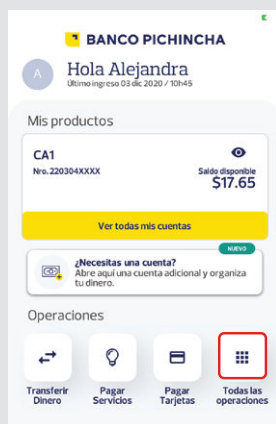 BANCO PICHINCHA
A
Hola Alejandra
Último ingreso 03 dic 2020 / 10h45
Mis productos
CA1
Nro. 220304XXXX
Saldo disponible
$17.65
Ver todas mis cuentas
NUEVO
¿Necesitas una cuenta?
Abre aquí una cuenta adicional y organiza
tu dinero.
Operaciones
Transferir
Dinero
Pagar
Servicios
Pagar
Tarjetas
Todas las
operaciones